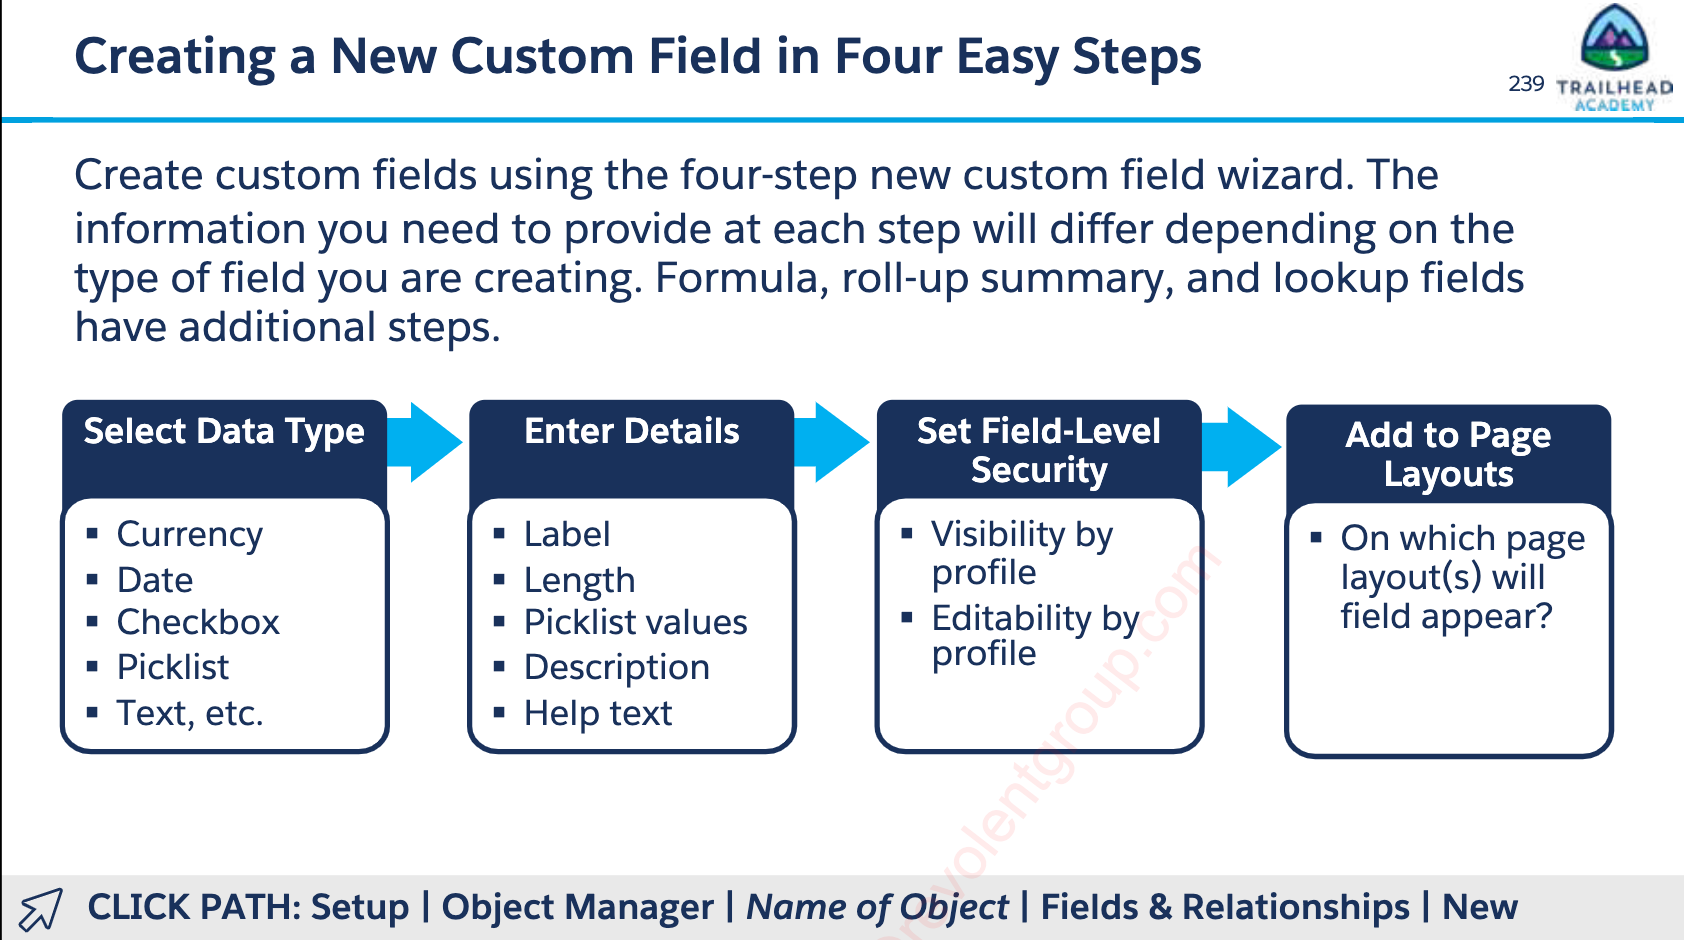 Creating a New Custom Field in Four Easy Steps
239
TRAILHEAD
ACADEMY
Create custom fields using the four-step new custom field wizard. The
information you need to provide at each step will differ depending on the
type of field you are creating. Formula, roll-up summary, and lookup fields
have additional steps.
Select Data Type
▪ Currency
▪ Date
▪ Checkbox
▪ Picklist
▪ Text, etc.
Enter Details
▪ Label
▪ Length
▪ Picklist values
▪ Description
▪ Help text
Set Field-Level
Security
▪ Visibility by
profile
▪ Editability by
profile
Add to Page
Layouts
▪ On which page
layout(s) will
field appear?
volentgroup.com
CLICK PATH: Setup | Object Manager | Name of Object | Fields & Relationships | New